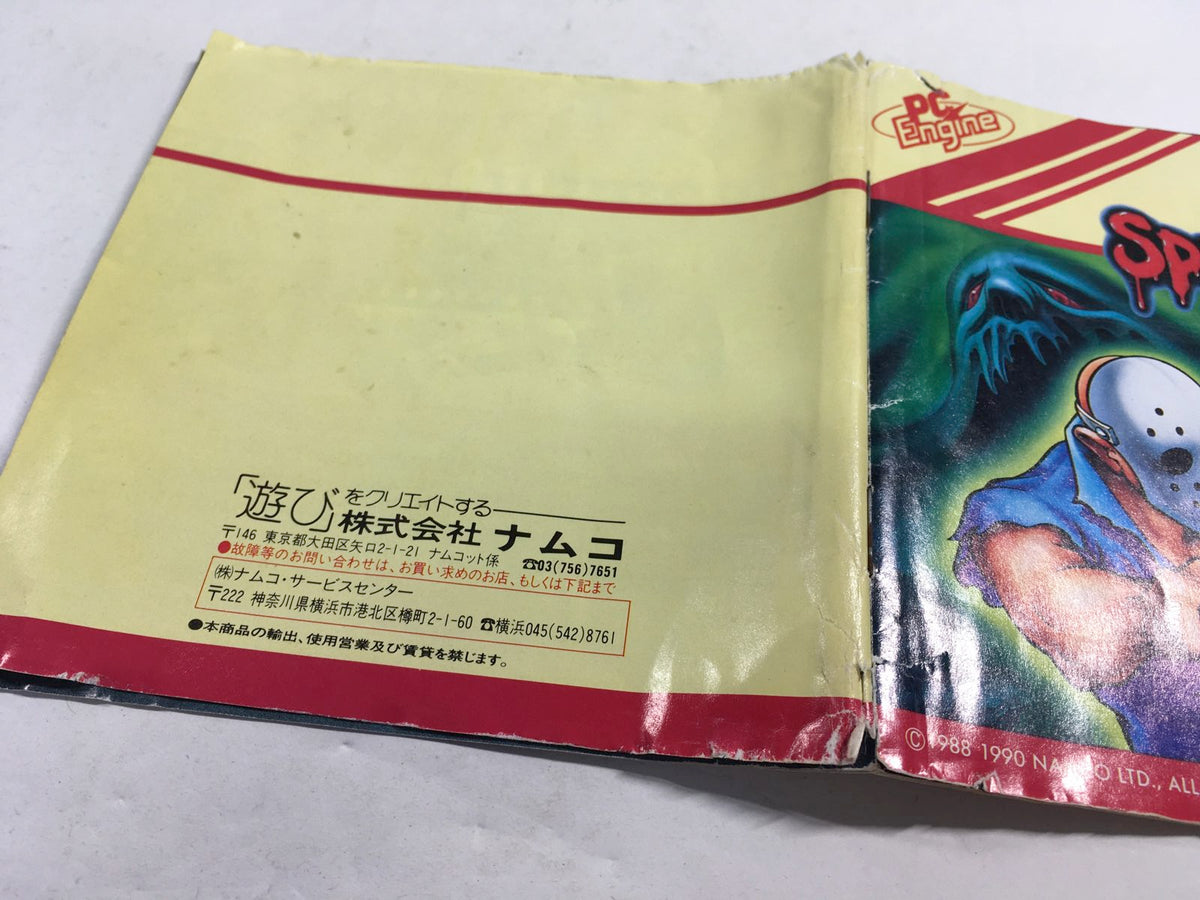 「遊び」をクリエイトする
株式会社 ナムコ
〒146 東京都大田区矢口2-1-21 ナムコット係 ☎03(756)7651
●故障等のお問い合わせは、お買い求めのお店、もしくは下記まで
(株)ナムコ・サービスセンター
〒222 神奈川県横浜市港北区樽町2-1-60 ☎横浜045(542)8761
●本商品の輸出、使用営業及び賃貸を禁じます。
PC Engine
SP
© 1988 1990 NAMCO LTD., ALL